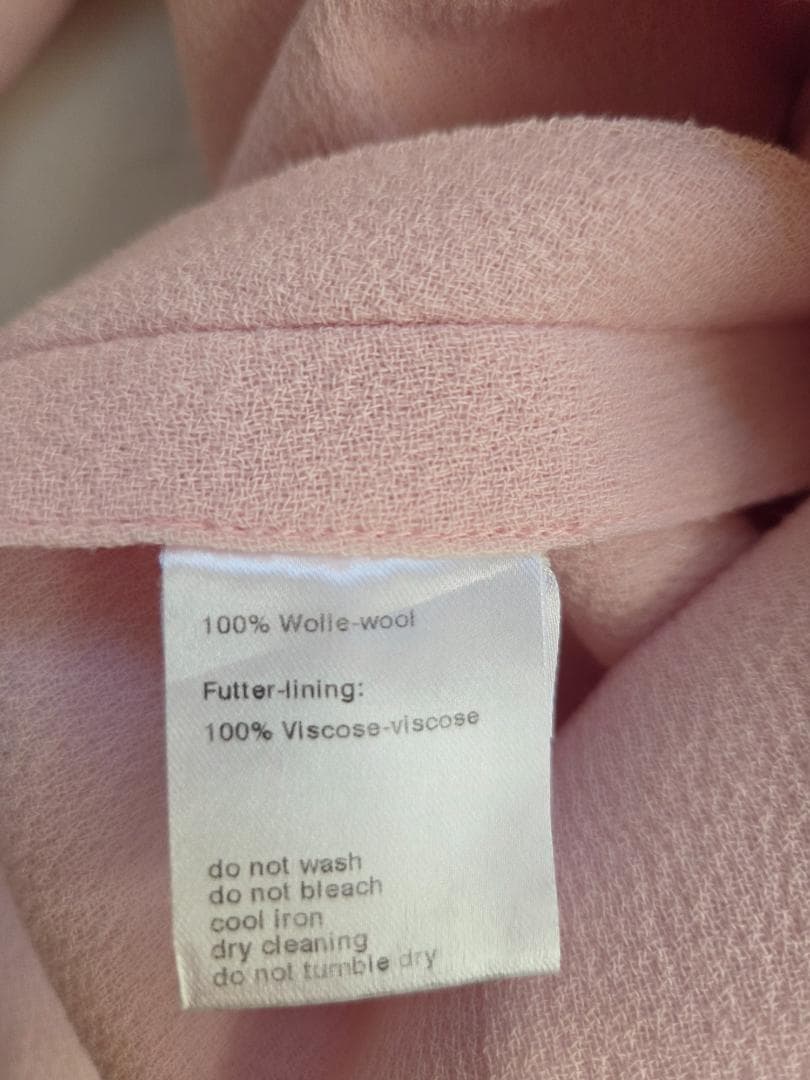 100% Wolle-wool
Futter-lining:
100% Viscose-viscose
do not wash
do not bleach
cool iron
dry cleaning
do not tumble dry